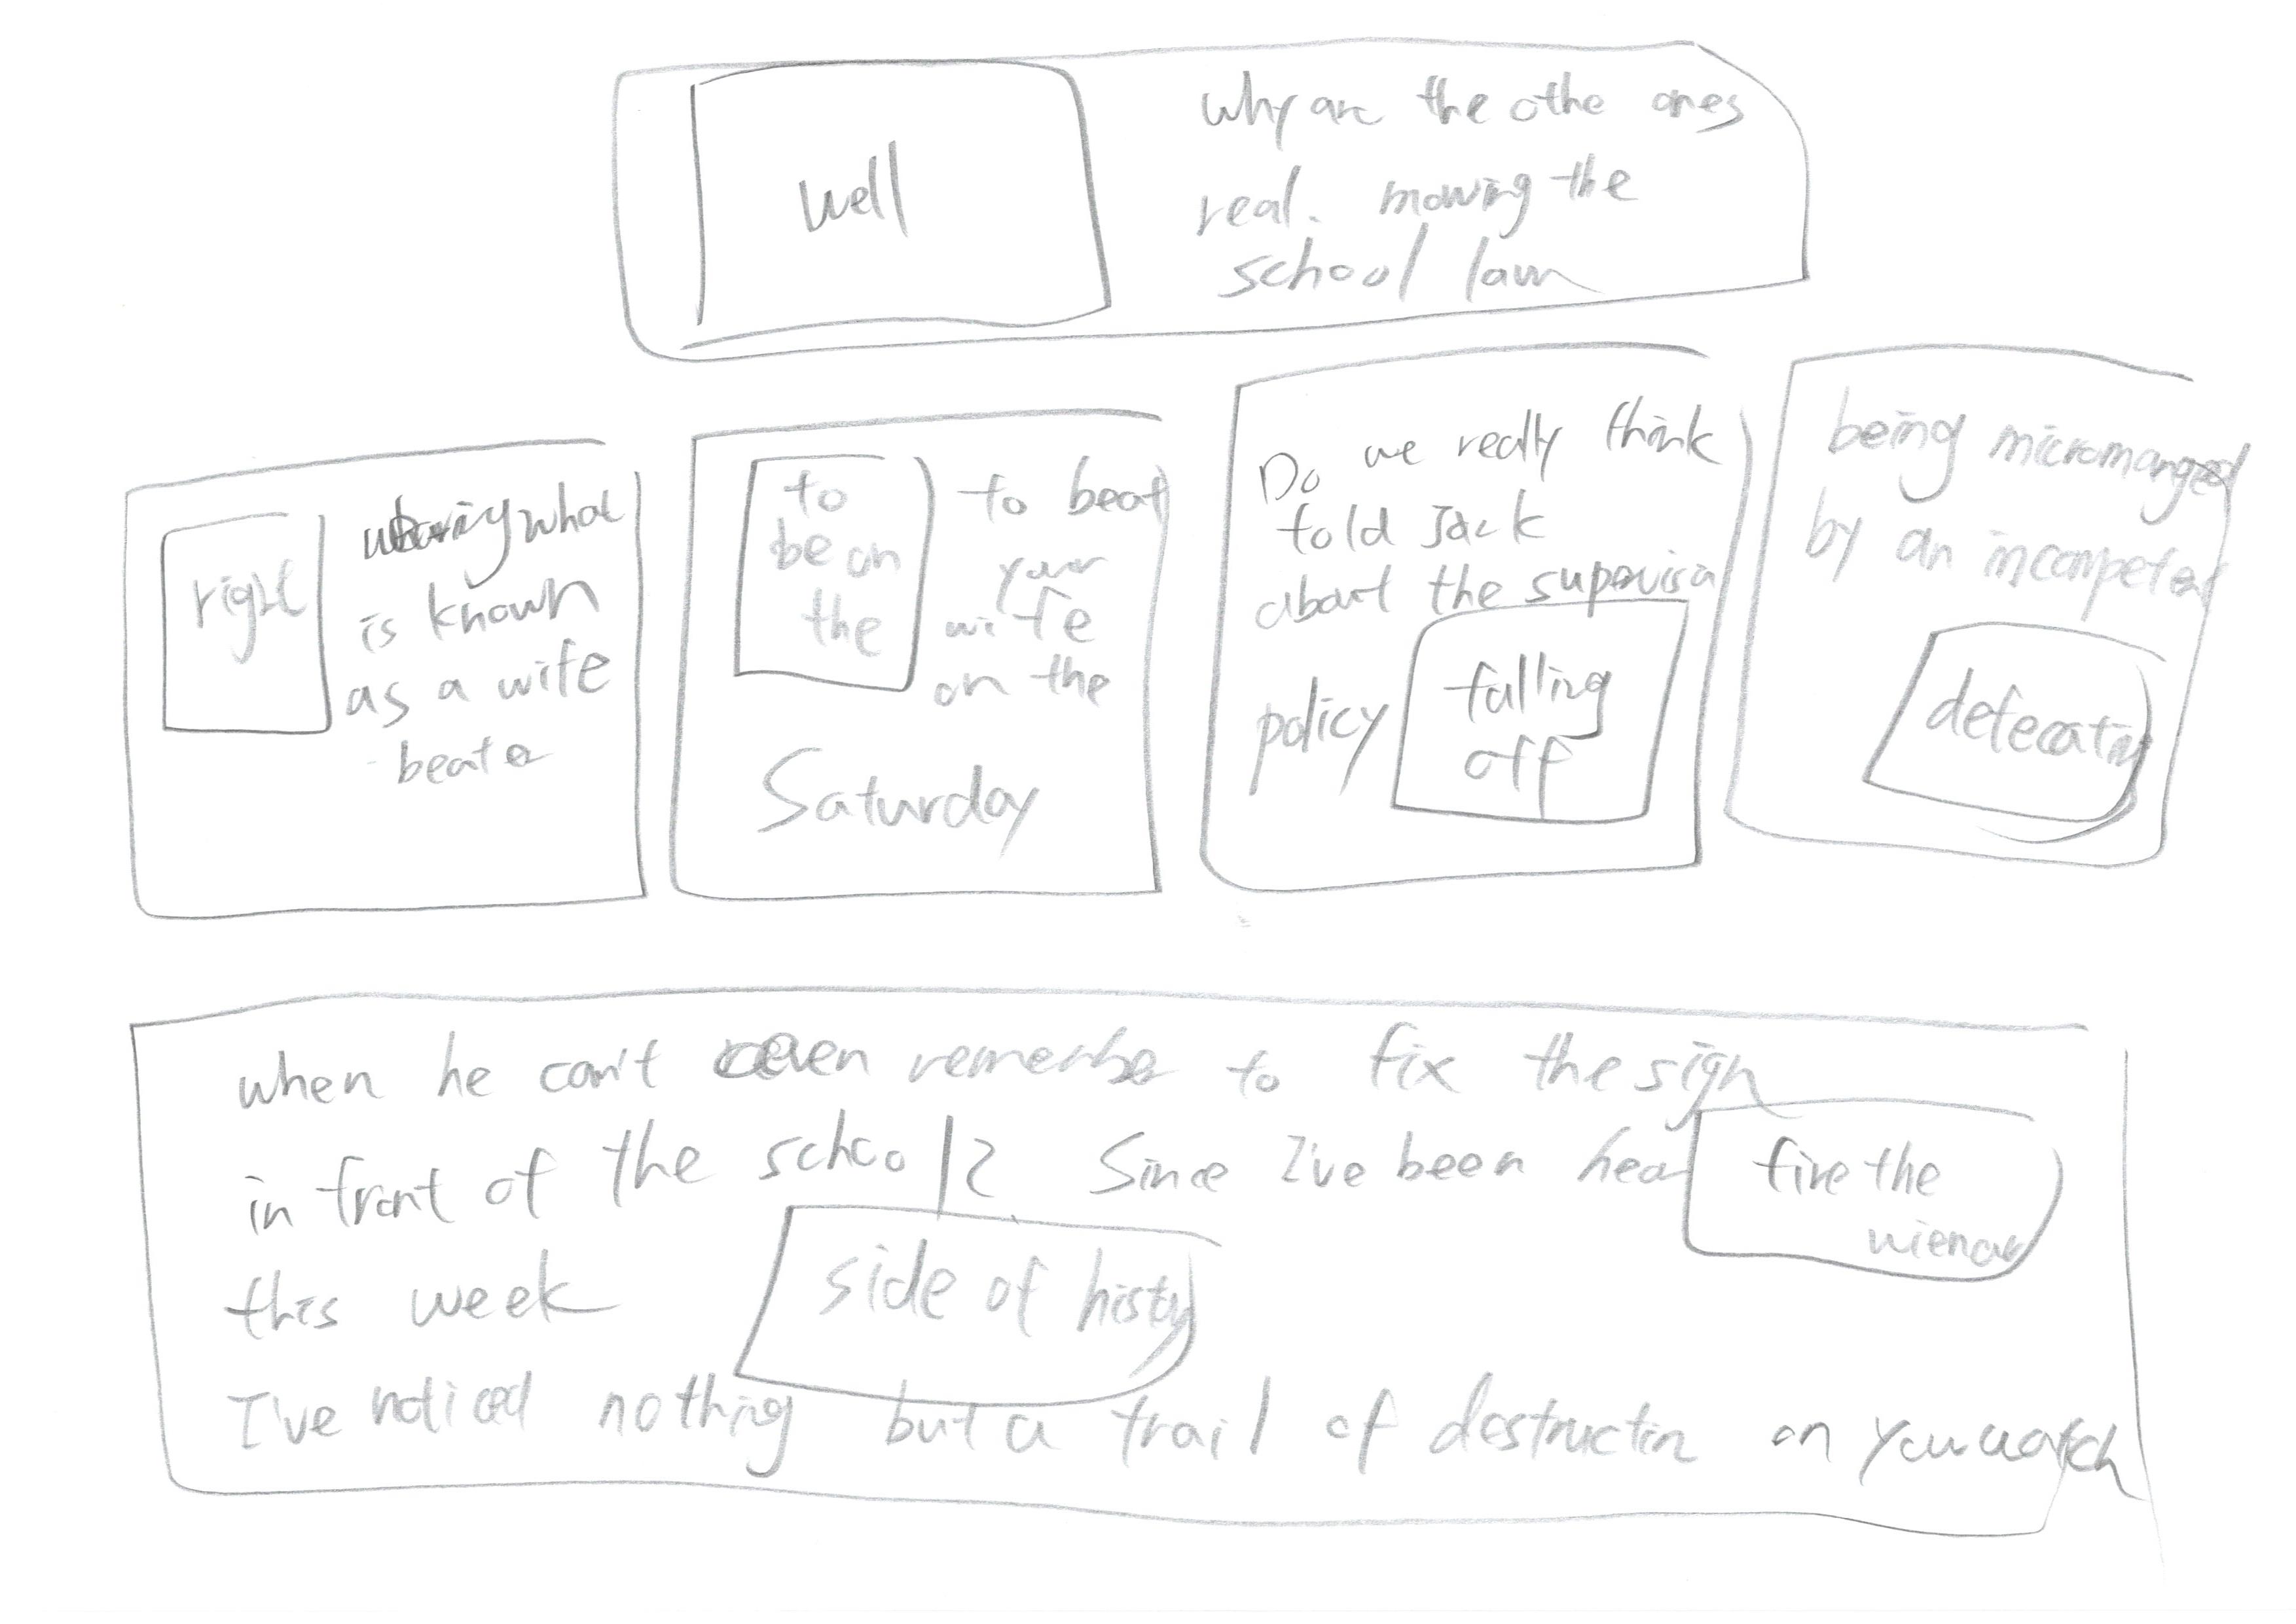 well
why are the othe ones
real. mowing the
school lawn
right
what
is known
as a wife
beater
to
be on
the
to beat
your
wife
on the
Saturday
Do we really think
told Jack
about the supervisor
policy
falling
off
being micromanged
by an incompetent
defecating
when he can't even remember to fix the sign
in front of the school? Since I've been hear
fire the
wiener
this week
side of history
I've noticed nothing but a trail of destruction on your watch